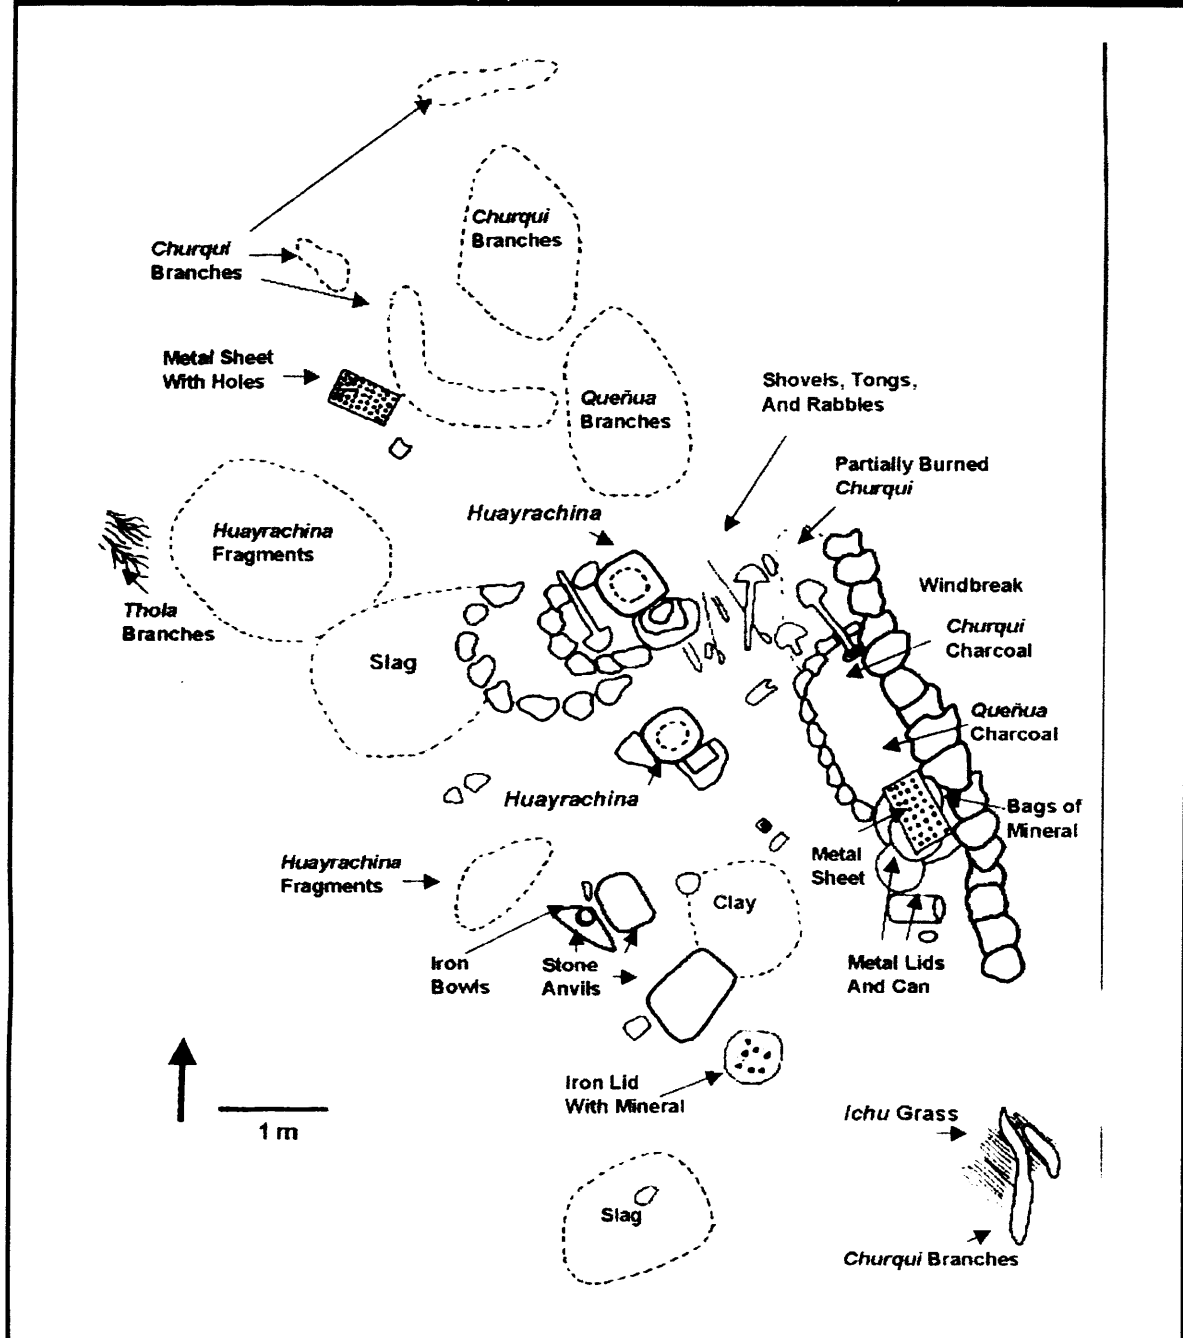 Churqui
Branches
Churqui
Branches
Metal Sheet
With Holes
Queñua
Branches
Shovels, Tongs,
And Rabbles
Partially Burned
Churqui
Huayrachina
Huayrachina
Fragments
Windbreak
Thola
Branches
Churqui
Charcoal
Slag
Queñua
Charcoal
Huayrachina
Bags of
Mineral
Metal
Sheet
Huayrachina
Fragments
Clay
Iron
Bowls
Stone
Anvils
Metal Lids
And Can
Iron Lid
With Mineral
1 m
Ichu Grass
Slag
Churqui Branches